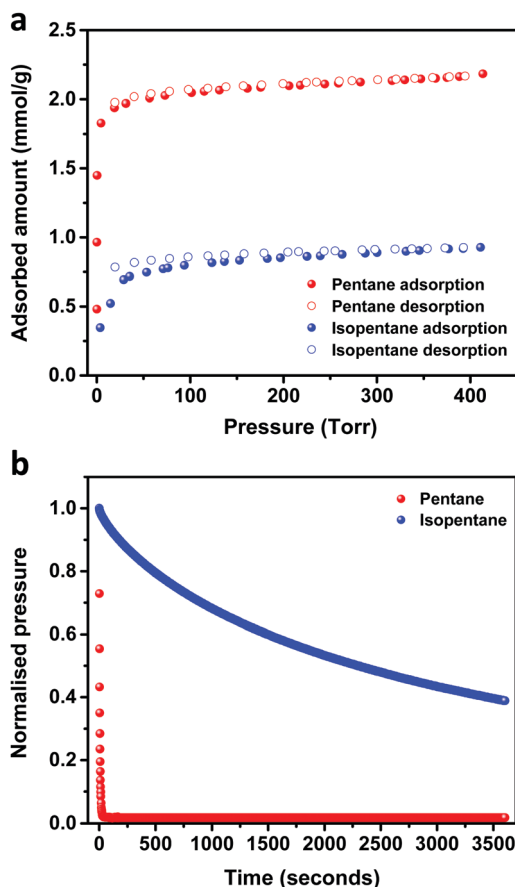 a
2.5
2.0
1.5
1.0
0.5
0.0
Adsorbed amount (mmol/g)
Pentane adsorption
Pentane desorption
Isopentane adsorption
Isopentane desorption
0 100 200 300 400
Pressure (Torr)
b
1.0
0.8
0.6
0.4
0.2
0.0
Normalised pressure
Pentane
Isopentane
0 500 1000 1500 2000 2500 3000 3500
Time (seconds)